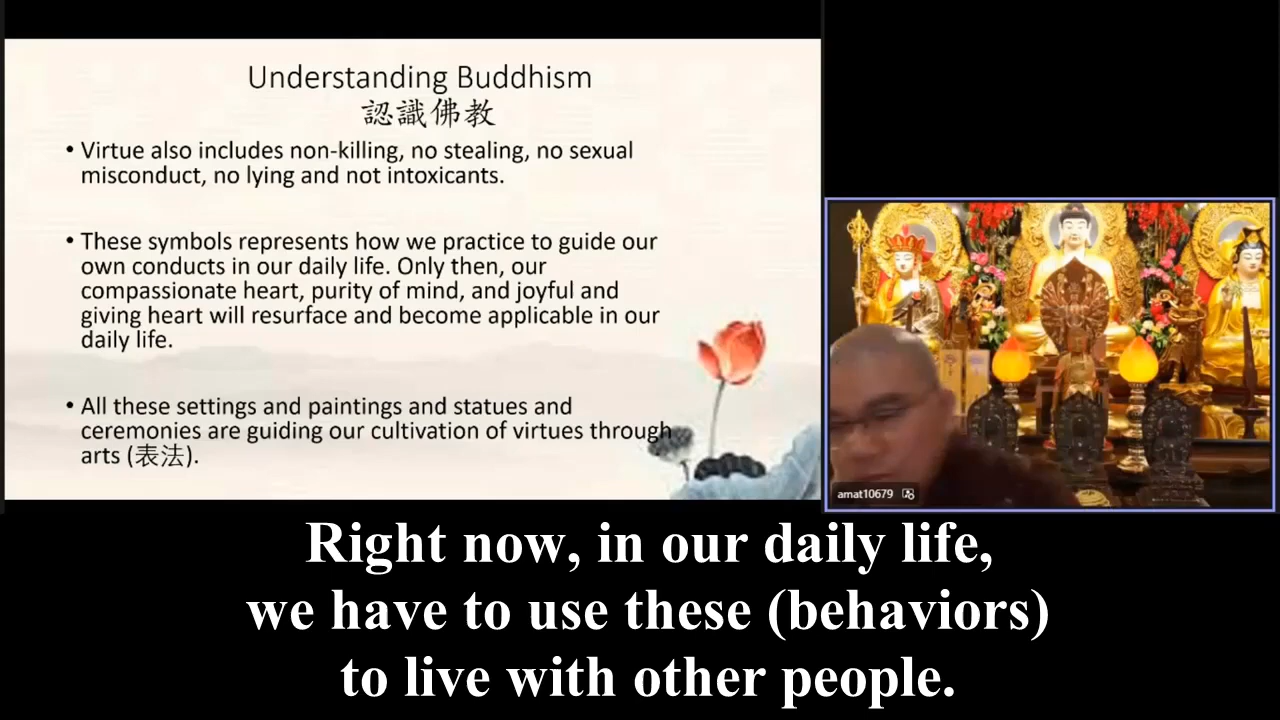 Understanding Buddhism
認識佛教
• Virtue also includes non-killing, no stealing, no sexual
misconduct, no lying and not intoxicants.
• These symbols represents how we practice to guide our
own conducts in our daily life. Only then, our
compassionate heart, purity of mind, and joyful and
giving heart will resurface and become applicable in our
daily life.
• All these settings and paintings and statues and
ceremonies are guiding our cultivation of virtues through
arts (表法).
amat10679
Right now, in our daily life,
we have to use these (behaviors)
to live with other people.